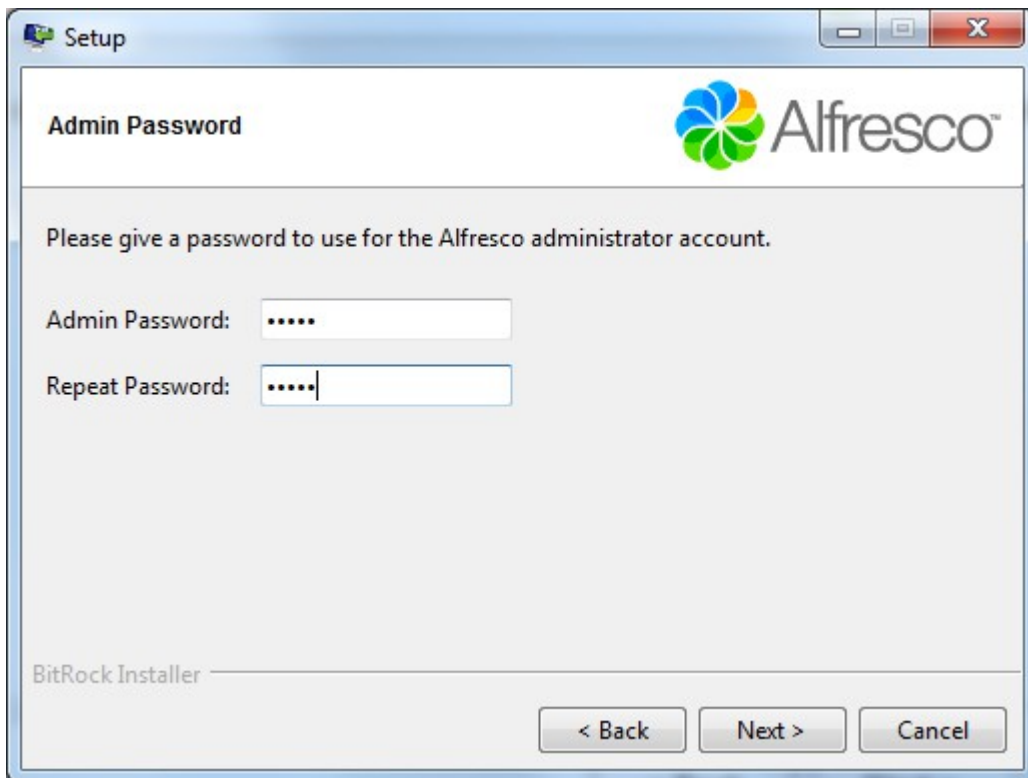 Setup
Admin Password
Alfresco™
Please give a password to use for the Alfresco administrator account.
Admin Password: •••••
Repeat Password: •••••
BitRock Installer
< Back Next > Cancel